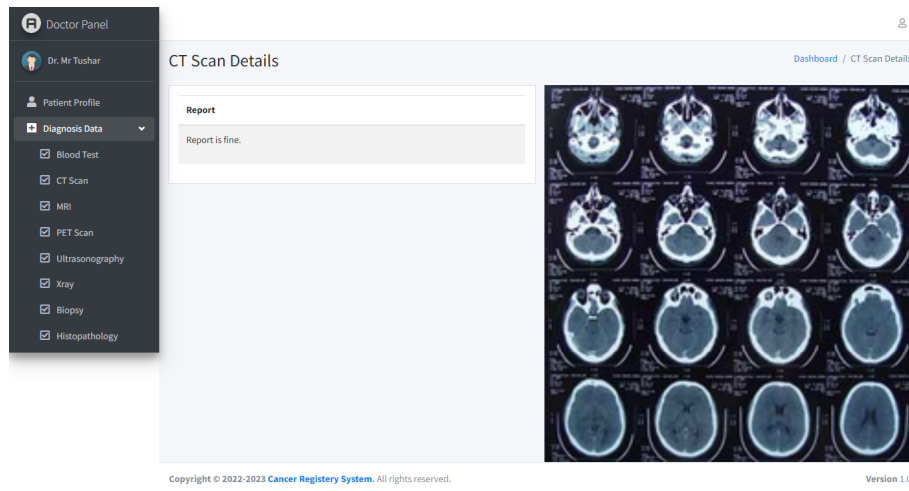 Doctor Panel
Dr. Mr Tushar
Patient Profile
Diagnosis Data
Blood Test
CT Scan
MRI
PET Scan
Ultrasonography
Xray
Biopsy
Histopathology
CT Scan Details
Dashboard / CT Scan Details
Report
Report is fine.
Copyright © 2022-2023 Cancer Registery System. All rights reserved.
Version 1.0